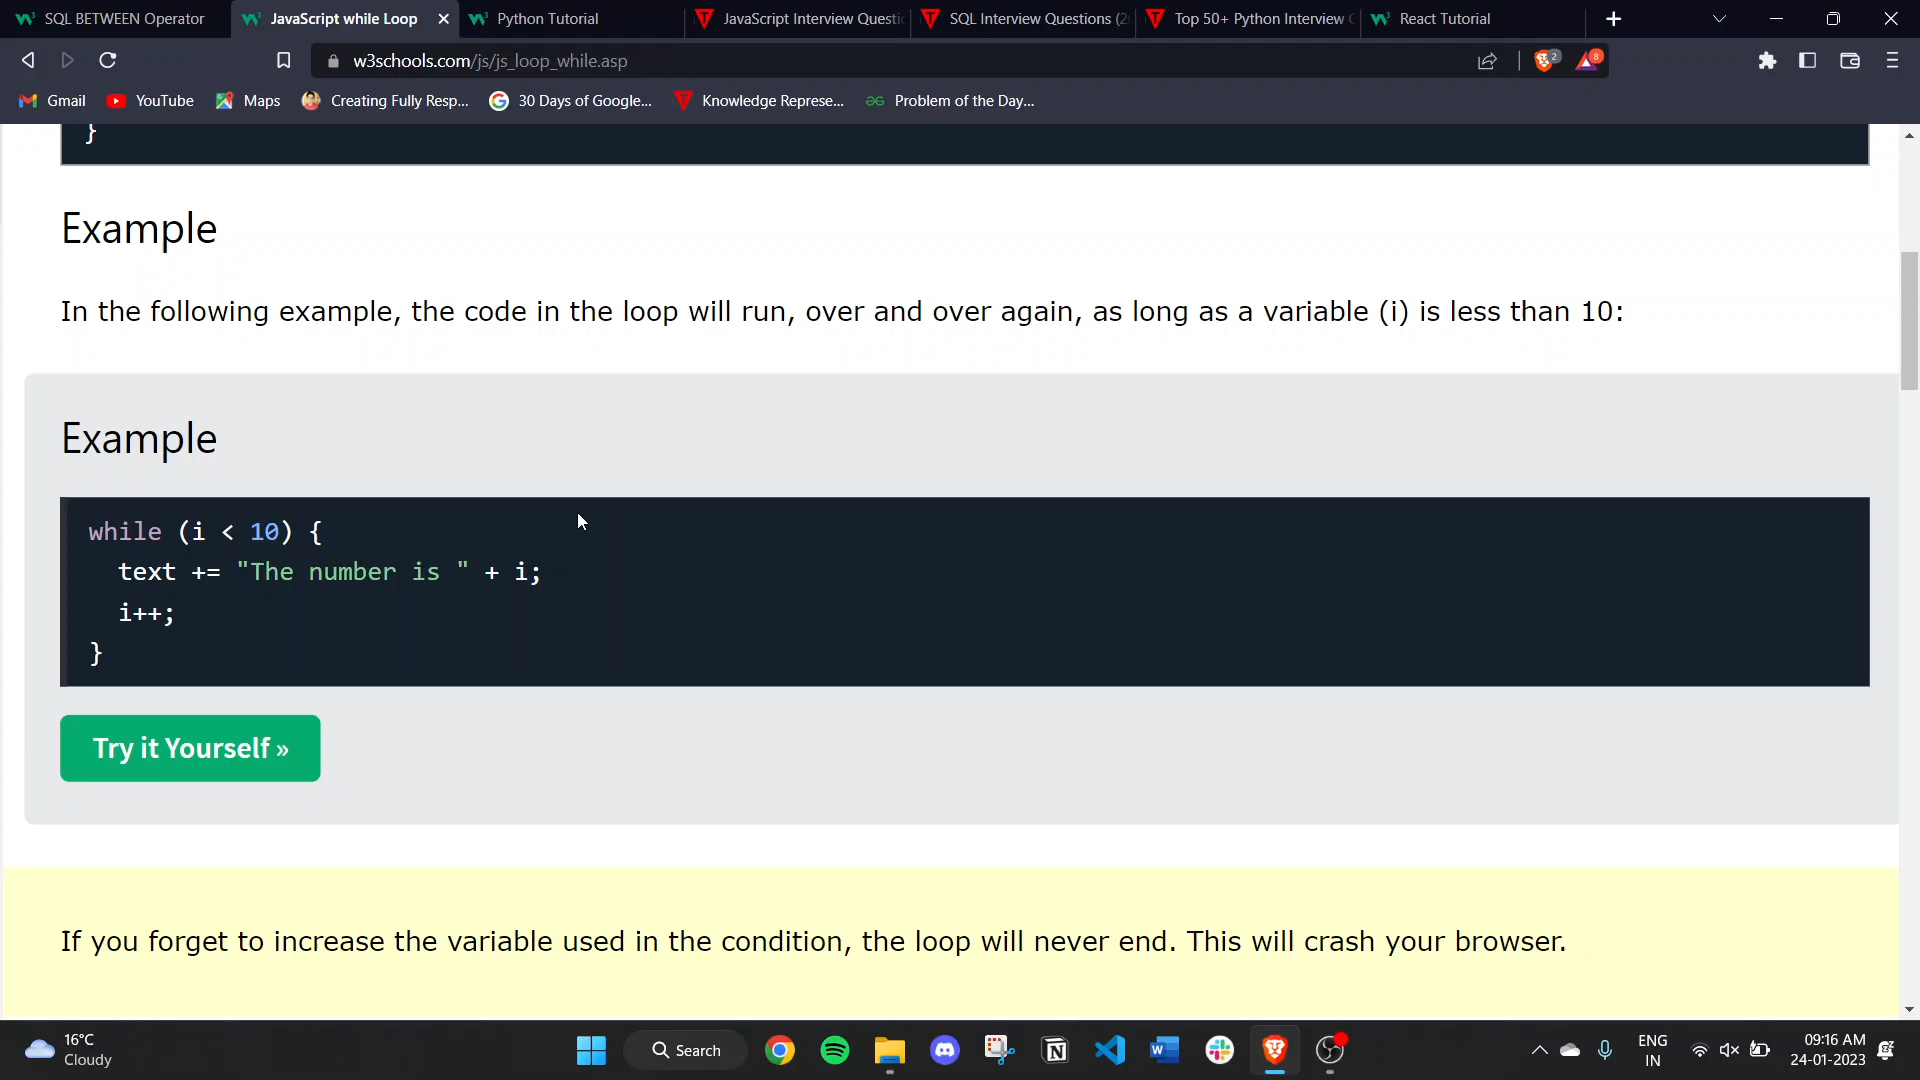 SQL BETWEEN Operator
JavaScript while Loop
Python Tutorial
JavaScript Interview Questi
SQL Interview Questions (2
Top 50+ Python Interview
React Tutorial
w3schools.com/js/js_loop_while.asp
2
8
Gmail
YouTube
Maps
Creating Fully Resp...
30 Days of Google...
Knowledge Represe...
Problem of the Day...
}
Example
In the following example, the code in the loop will run, over and over again, as long as a variable (i) is less than 10:
Example
while (i < 10) {
text += "The number is " + i;
i++;
}
Try it Yourself »
If you forget to increase the variable used in the condition, the loop will never end. This will crash your browser.
16°C
Cloudy
Search
ENG
IN
09:16 AM
24-01-2023